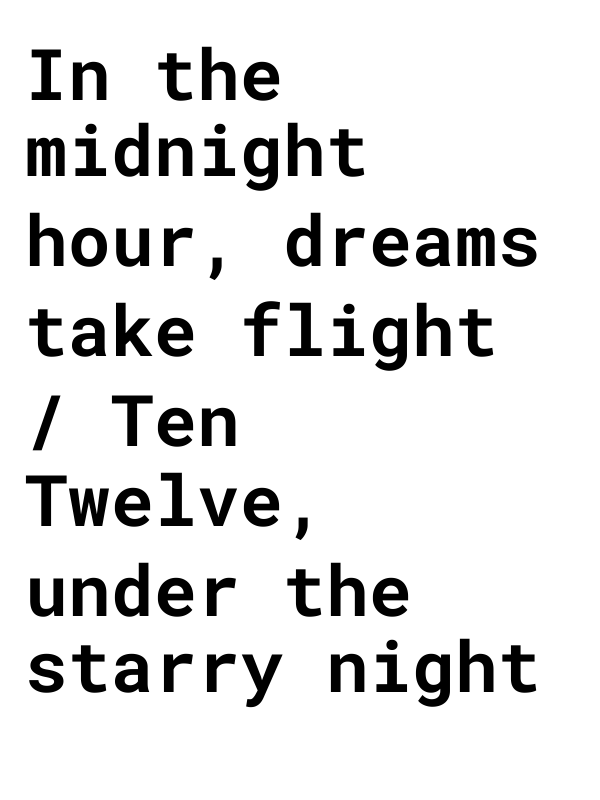 In the
midnight
hour, dreams
take flight
/ Ten
Twelve,
under the
starry night